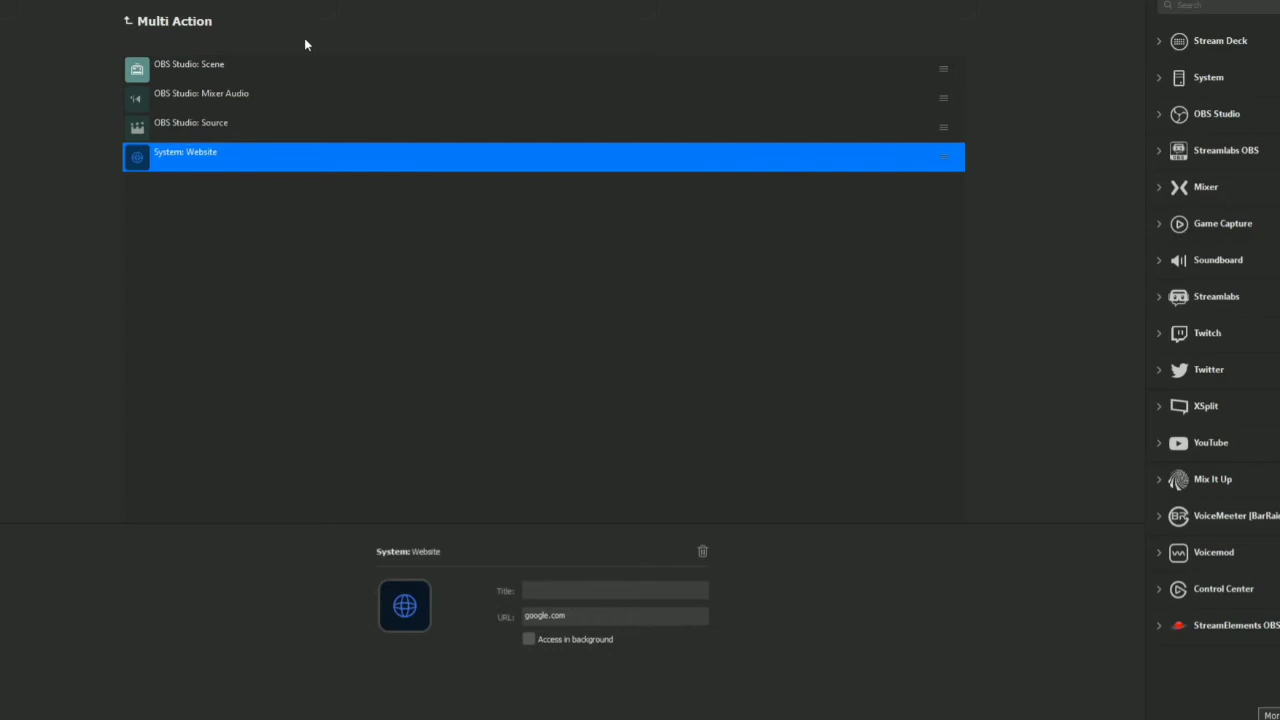 Multi Action
OBS Studio: Scene
OBS Studio: Mixer Audio
OBS Studio: Source
System: Website
System: Website
Title:
URL: google.com
Access in background
Search
Stream Deck
System
OBS Studio
Streamlabs OBS
Mixer
Game Capture
Soundboard
Streamlabs
Twitch
Twitter
XSplit
YouTube
Mix It Up
VoiceMeeter [BarRai
Voicemod
Control Center
StreamElements OBS
Mor